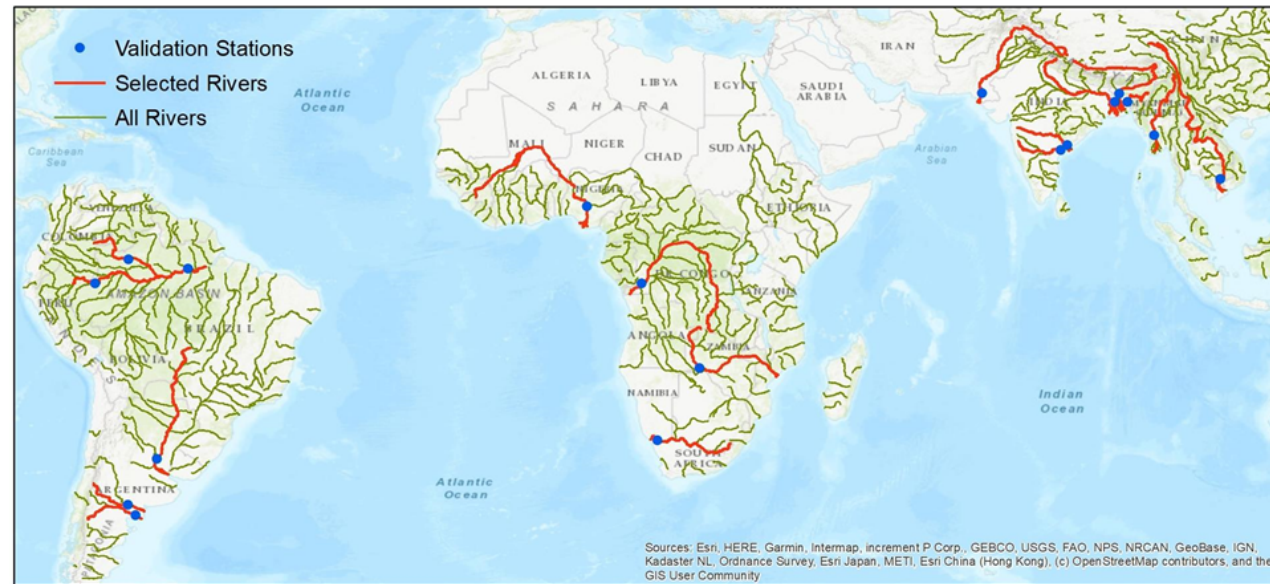 Validation Stations
Selected Rivers
All Rivers
Atlantic
Ocean
Caribbean
Sea
ALGERIA
LIBYA
EGYPT
SAUDI
ARABIA
IRAN
SAHARA
MALI
NIGER
CHAD
SUDAN
Arabian
Sea
INDIA
NIGERIA
ETHIOPIA
VENEZUELA
COLOMBIA
DR CONGO
TANZANIA
PERU
AMAZON BASIN
BRAZIL
ANDES
BOLIVIA
ANGOLA
ZAMBIA
NAMIBIA
Indian
Ocean
SOUTH
AFRICA
Atlantic
Ocean
ARGENTINA
PATAGONIA
Sources: Esri, HERE, Garmin, Intermap, increment P Corp., GEBCO, USGS, FAO, NPS, NRCAN, GeoBase, IGN,
Kadaster NL, Ordnance Survey, Esri Japan, METI, Esri China (Hong Kong), (c) OpenStreetMap contributors, and the
GIS User Community